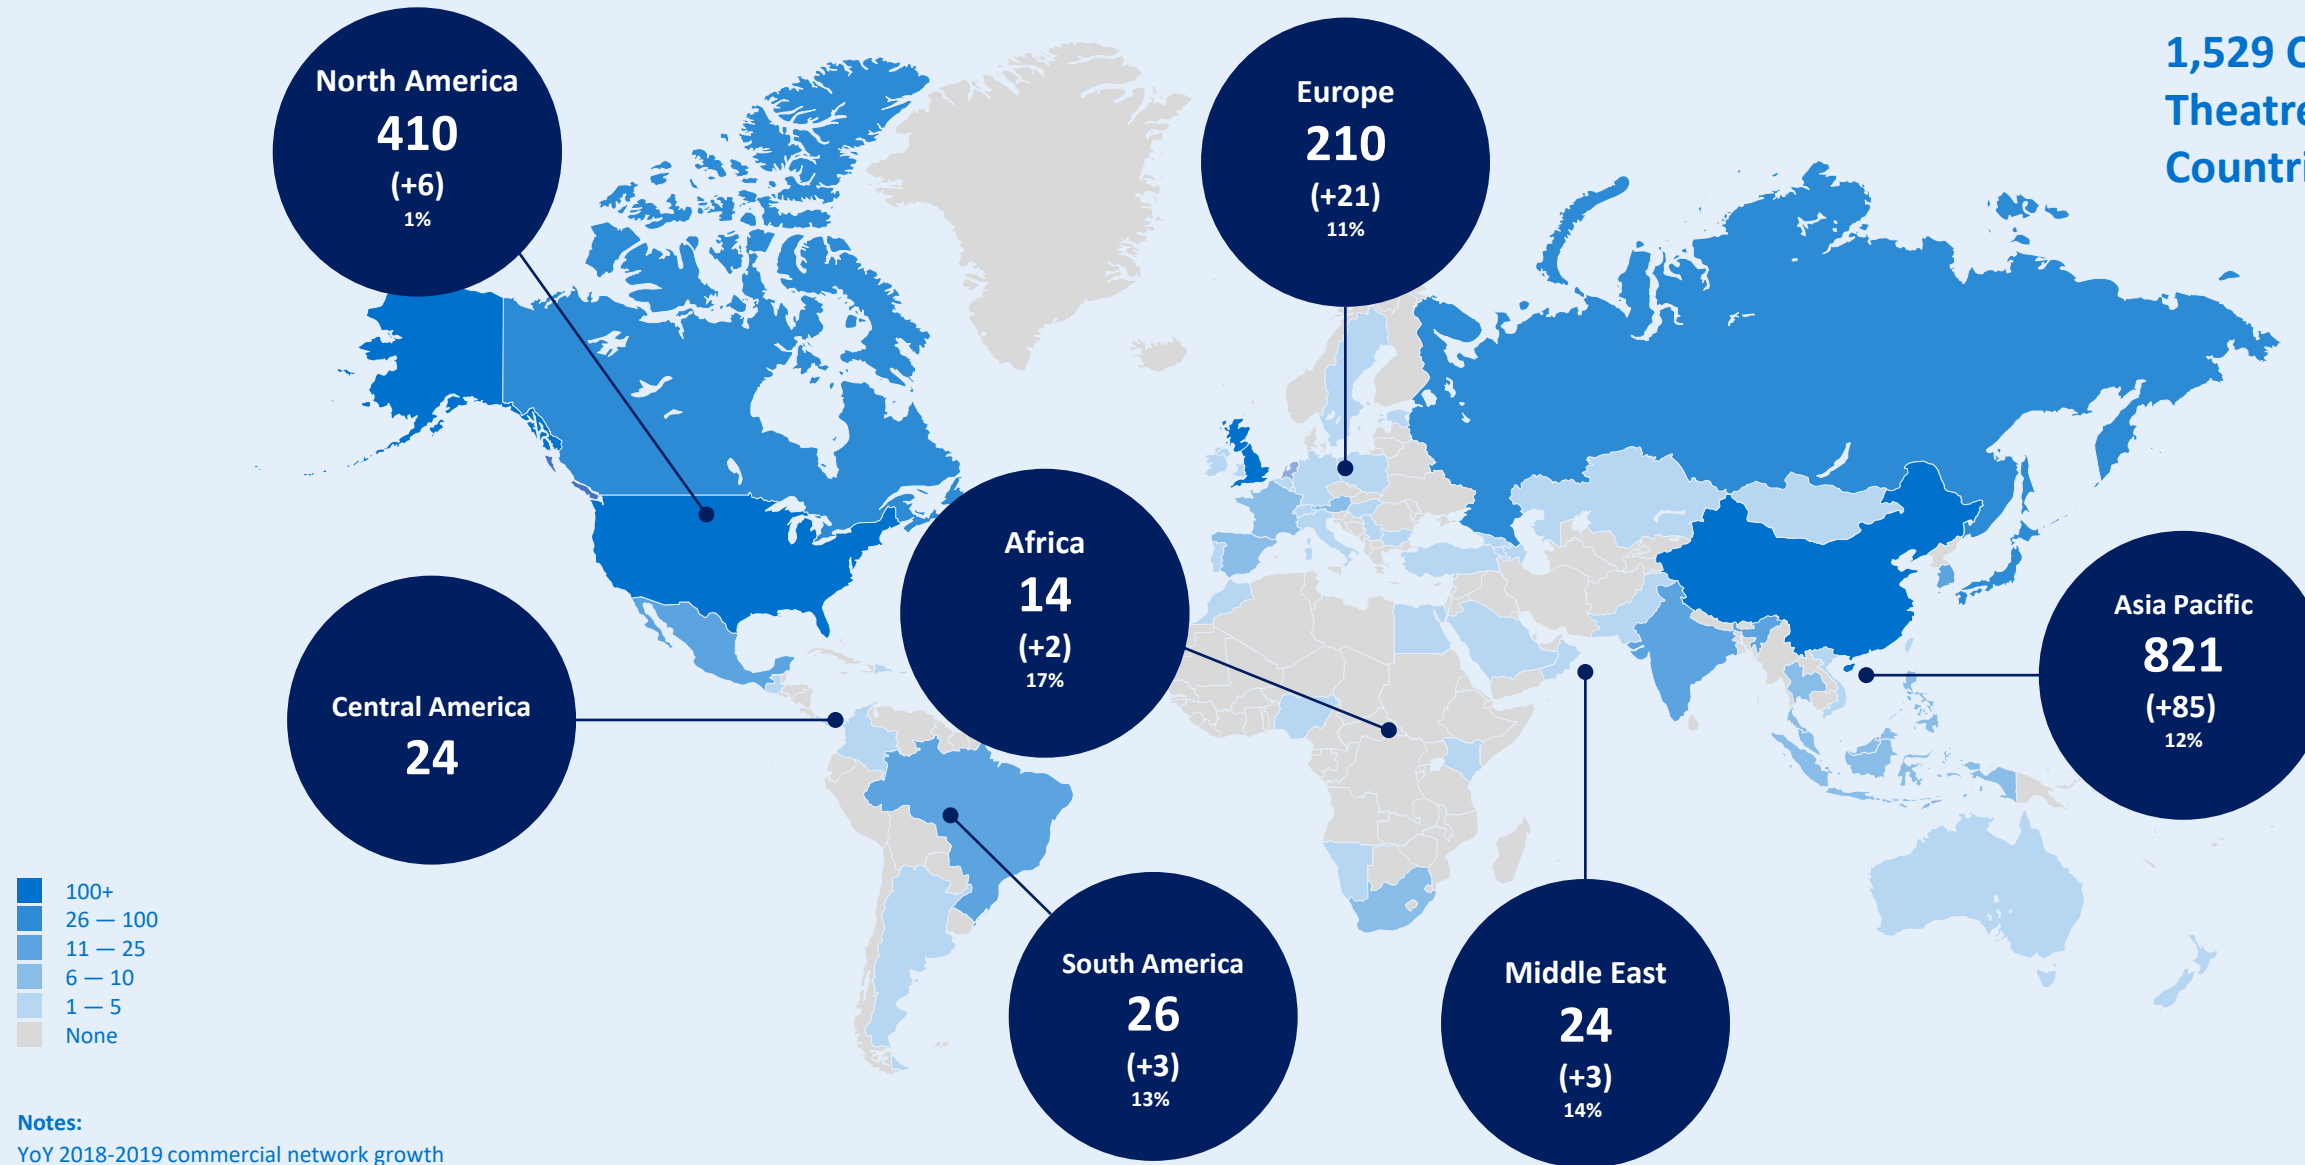 1,529
Theatre
Countri
North America
410
(+6)
1%
Europe
210
(+21)
11%
Africa
14
(+2)
17%
Asia Pacific
821
(+85)
12%
Central America
24
South America
26
(+3)
13%
Middle East
24
(+3)
14%
100+
26 — 100
11 — 25
6 — 10
1 — 5
None
Notes:
YoY 2018-2019 commercial network growth